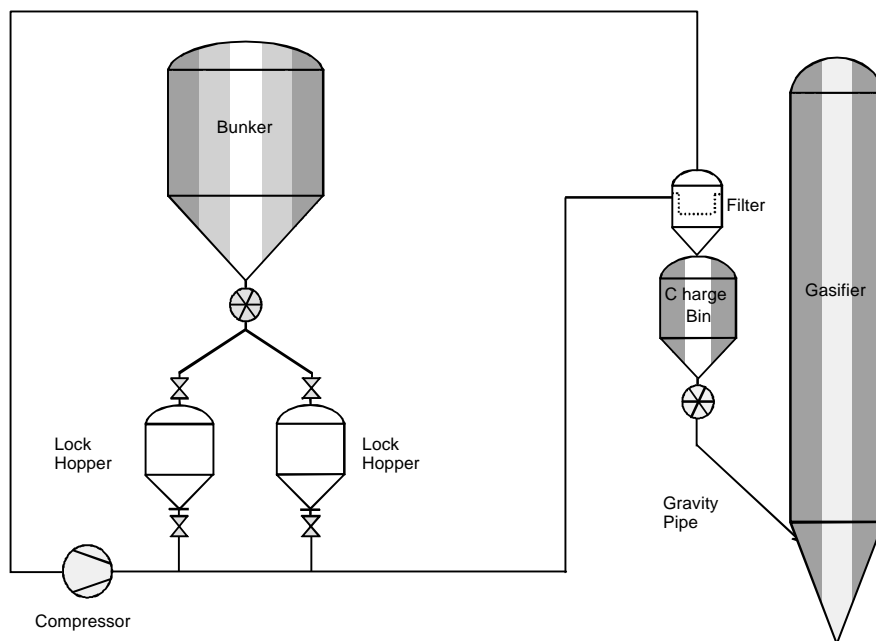 Bunker
Filter
C harge
Bin
Gasifier
Lock
Hopper
Lock
Hopper
Gravity
Pipe
Compressor